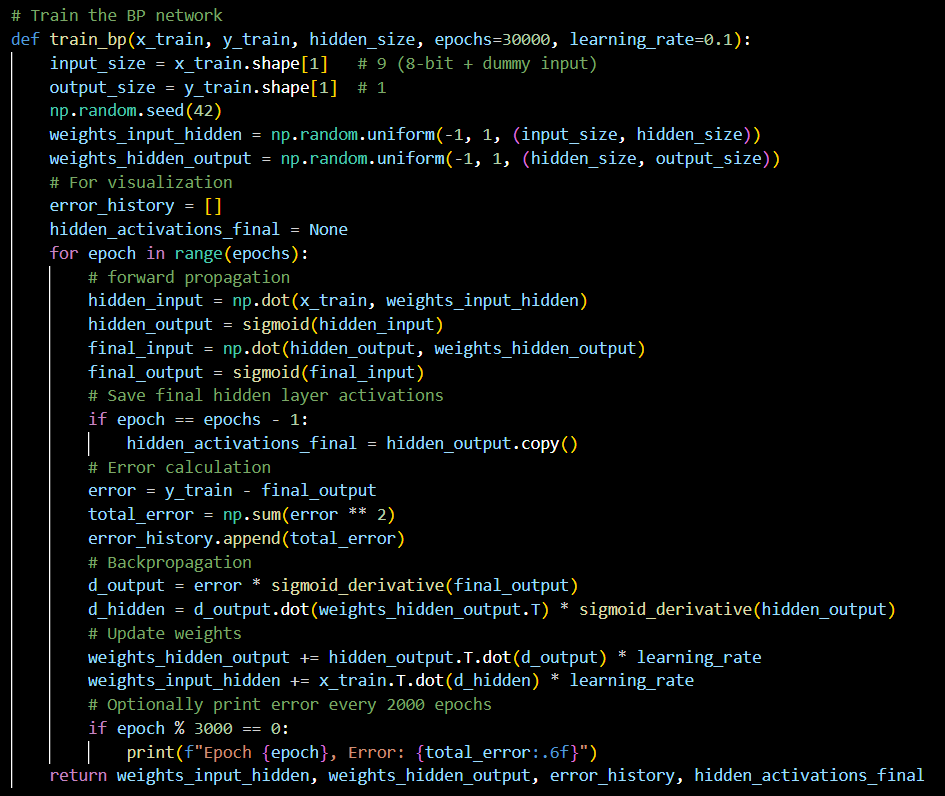 # Train the BP network
def train_bp(x_train, y_train, hidden_size, epochs=30000, learning_rate=0.1):
    input_size = x_train.shape[1]   # 9 (8-bit + dummy input)
    output_size = y_train.shape[1]  # 1
    np.random.seed(42)
    weights_input_hidden = np.random.uniform(-1, 1, (input_size, hidden_size))
    weights_hidden_output = np.random.uniform(-1, 1, (hidden_size, output_size))
    # For visualization
    error_history = []
    hidden_activations_final = None
    for epoch in range(epochs):
        # forward propagation
        hidden_input = np.dot(x_train, weights_input_hidden)
        hidden_output = sigmoid(hidden_input)
        final_input = np.dot(hidden_output, weights_hidden_output)
        final_output = sigmoid(final_input)
        # Save final hidden layer activations
        if epoch == epochs - 1:
            hidden_activations_final = hidden_output.copy()
        # Error calculation
        error = y_train - final_output
        total_error = np.sum(error ** 2)
        error_history.append(total_error)
        # Backpropagation
        d_output = error * sigmoid_derivative(final_output)
        d_hidden = d_output.dot(weights_hidden_output.T) * sigmoid_derivative(hidden_output)
        # Update weights
        weights_hidden_output += hidden_output.T.dot(d_output) * learning_rate
        weights_input_hidden += x_train.T.dot(d_hidden) * learning_rate
        # Optionally print error every 2000 epochs
        if epoch % 3000 == 0:
            print(f"Epoch {epoch}, Error: {total_error:.6f}")
    return weights_input_hidden, weights_hidden_output, error_history, hidden_activations_final